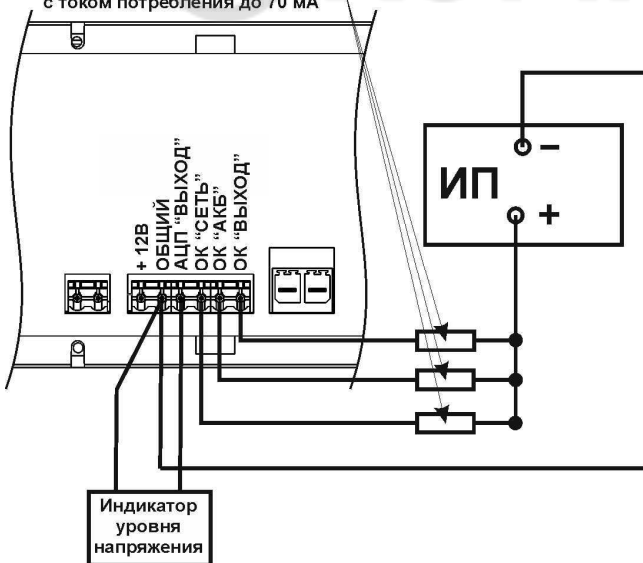 с током потребления до 70 мА
+ 12В
ОБЩИЙ
АЦП “ВЫХОД”
ОК “СЕТЬ”
ОК “АКБ”
ОК “ВЫХОД”
ИП
–
+
Индикатор
уровня
напряжения